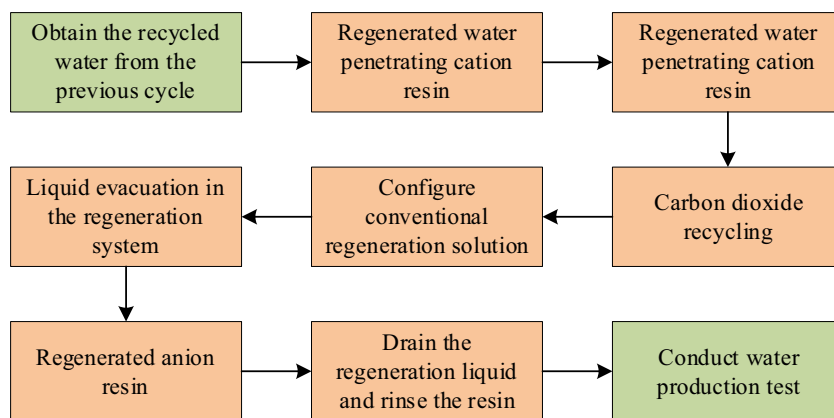 Obtain the recycled
water from the
previous cycle
Regenerated water
penetrating cation
resin
Regenerated water
penetrating cation
resin
Carbon dioxide
recycling
Configure
conventional
regeneration solution
Liquid evacuation in
the regeneration
system
Regenerated anion
resin
Drain the
regeneration liquid
and rinse the resin
Conduct water
production test